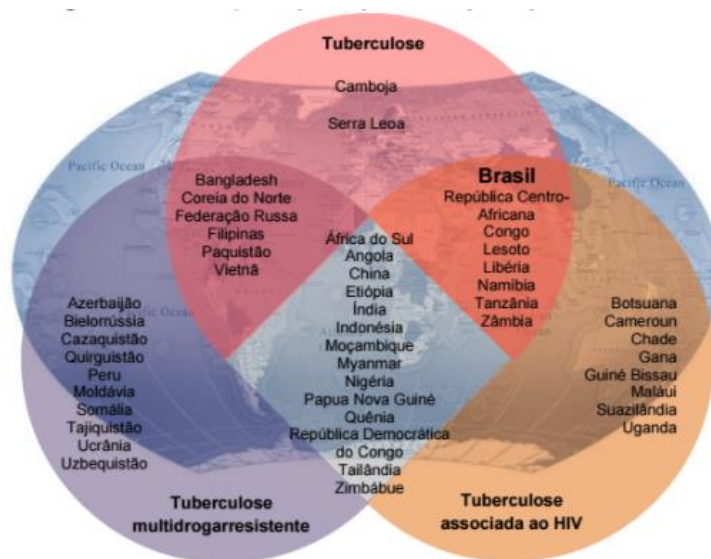 Tuberculose
Camboja
Serra Leoa
Pacific Ocean
Pacific Ocean
Bangladesh
Coreia do Norte
Federação Russa
Filipinas
Paquistão
Vietnã
Brasil
República Centro-
Africana
Congo
Lesoto
Libéria
Namíbia
Tanzânia
Zâmbia
África do Sul
Angola
China
Etiópia
Índia
Indonésia
Moçambique
Myanmar
Nigéria
Papua Nova Guiné
Quênia
República Democrática
do Congo
Tailândia
Zimbábue
Azerbaijão
Bielorrússia
Cazaquistão
Quirguistão
Peru
Moldávia
Somália
Tajiquistão
Ucrânia
Uzbequistão
Botsuana
Cameroun
Chade
Gana
Guiné Bissau
Maláui
Suazilândia
Uganda
Tuberculose
multidrogarresistente
Tuberculose
associada ao HIV